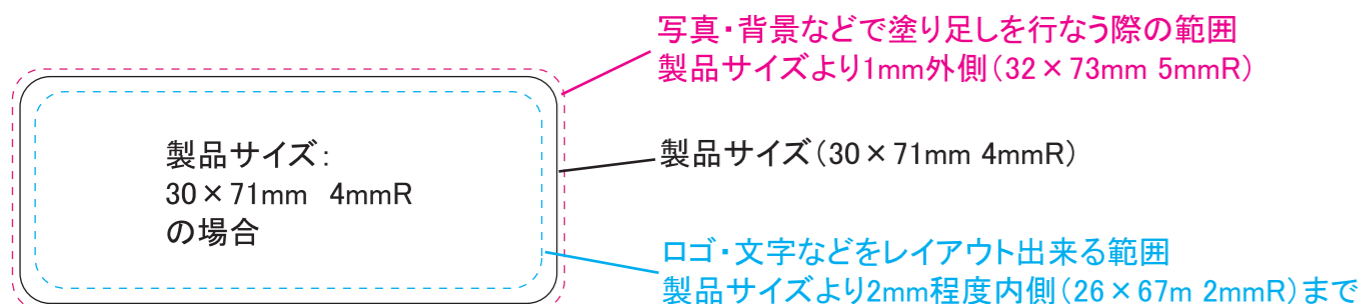 写真・背景などで塗り足しを行なう際の範囲
製品サイズより1mm外側(32×73mm 5mmR)
製品サイズ:
30×71mm 4mmR
の場合
製品サイズ(30×71mm 4mmR)
ロゴ・文字などをレイアウト出来る範囲
製品サイズより2mm程度内側(26×67m 2mmR)まで